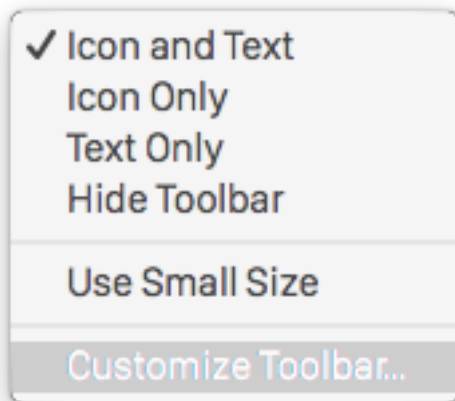 ✓ Icon and Text
Icon Only
Text Only
Hide Toolbar
Use Small Size
Customize Toolbar...